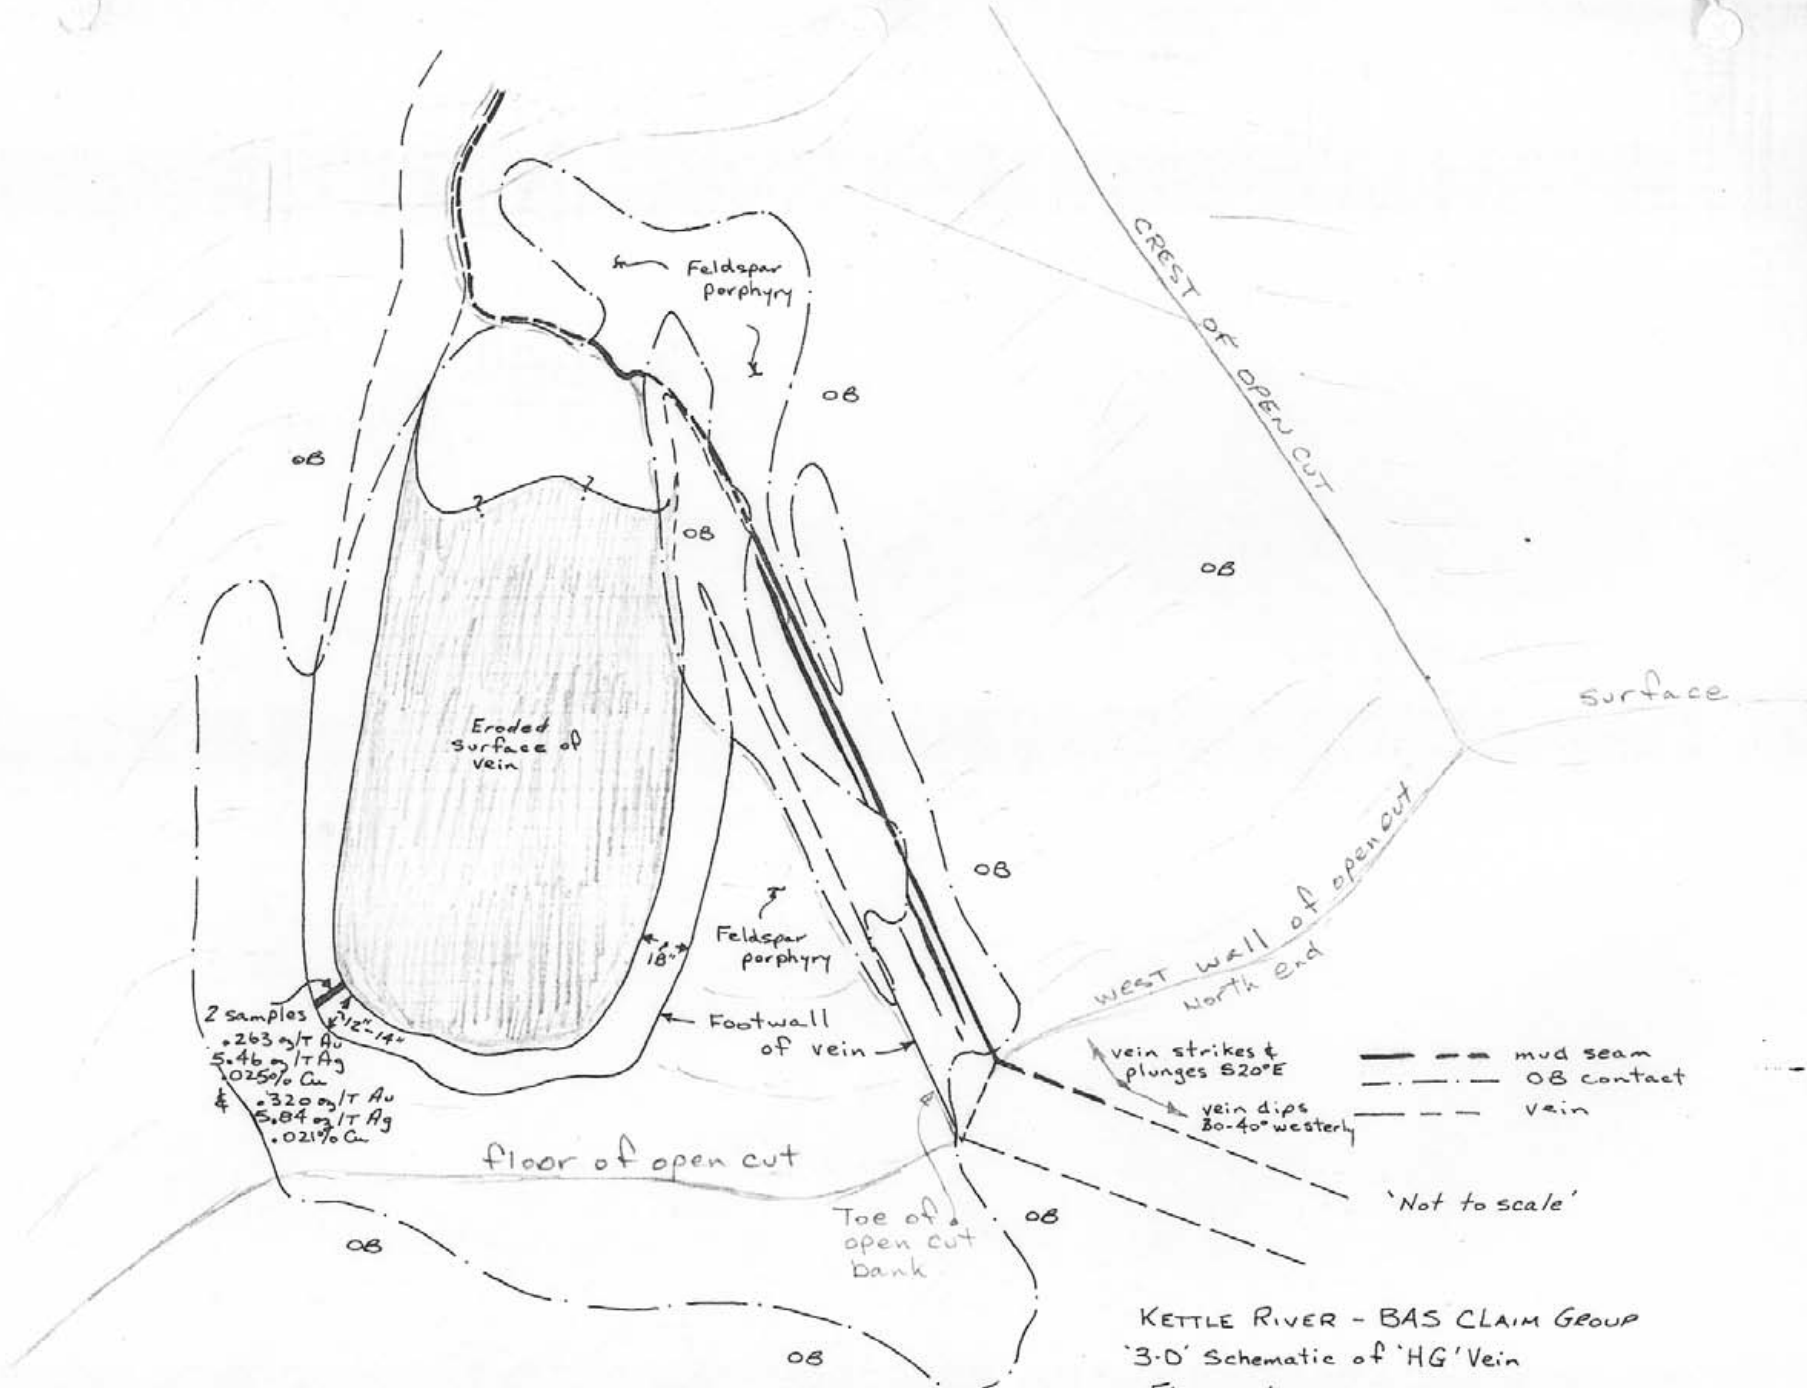 Feldspar
porphyry
CREST OF OPEN CUT
OB
OB
?
?
OB
OB
surface
Eroded
surface of
vein
west wall of open cut
North end
OB
Feldspar
porphyry
18"
2 samples
.263 oz/T Au
5.46 oz/T Ag
.025% Cu
& .320 oz/T Au
5.84 oz/T Ag
.021% Cu
12"-14"
Footwall
of vein
vein strikes &
plunges S20°E
vein dips
30-40° westerly
mud seam
OB contact
vein
floor of open cut
'Not to scale'
Toe of
open cut
bank
OB
OB
OB
KETTLE RIVER - BAS CLAIM GROUP
'3-D' Schematic of 'HG' Vein